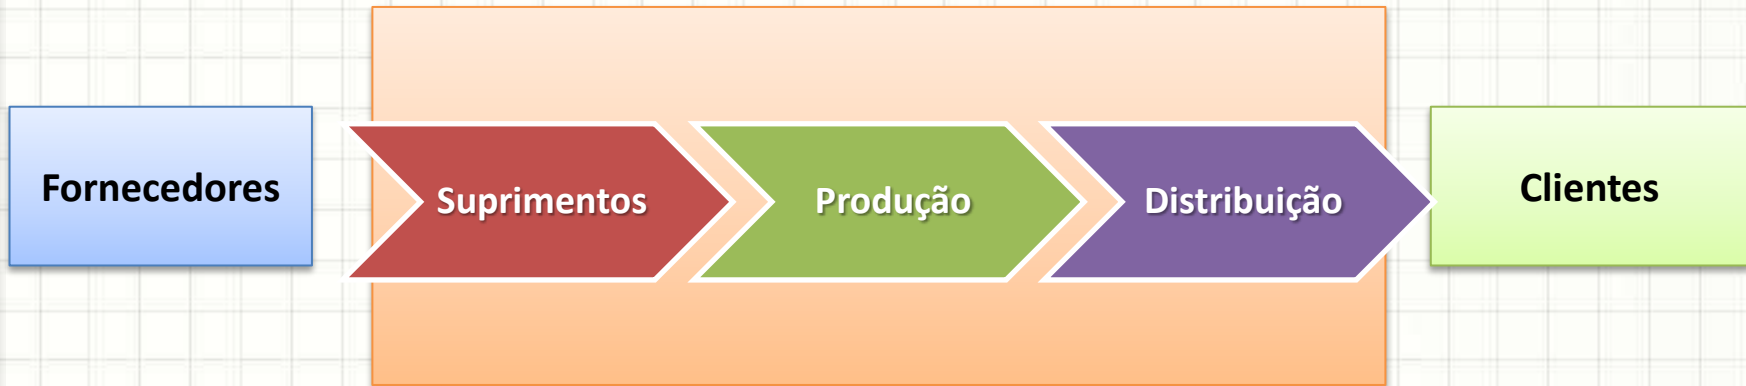 Fornecedores
Suprimentos
Produção
Distribuição
Clientes